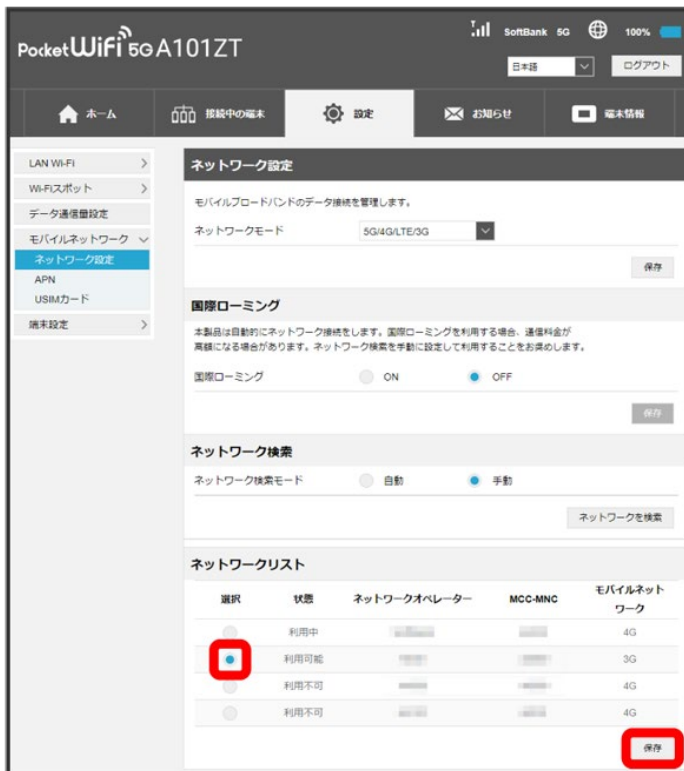 SoftBank 5G 100%
Pocket WiFi 5G A101ZT
日本語 ログアウト
ホーム 接続中の端末 設定 お知らせ 端末情報
LAN Wi-Fi
Wi-Fiスポット
データ通信量設定
モバイルネットワーク
ネットワーク設定
APN
USIMカード
端末設定
ネットワーク設定
モバイルブロードバンドのデータ接続を管理します。
ネットワークモード 5G/4G/LTE/3G
保存
国際ローミング
本製品は自動的にネットワーク接続をします。国際ローミングを利用する場合、通信料金が
高額になる場合があります。ネットワーク検索を手動に設定して利用することをお奨めします。
国際ローミング ON OFF
保存
ネットワーク検索
ネットワーク検索モード 自動 手動
ネットワークを検索
ネットワークリスト
選択 状態 ネットワークオペレーター MCC-MNC モバイルネット
ワーク
利用中 4G
利用可能 3G
利用不可 4G
利用不可 4G
保存